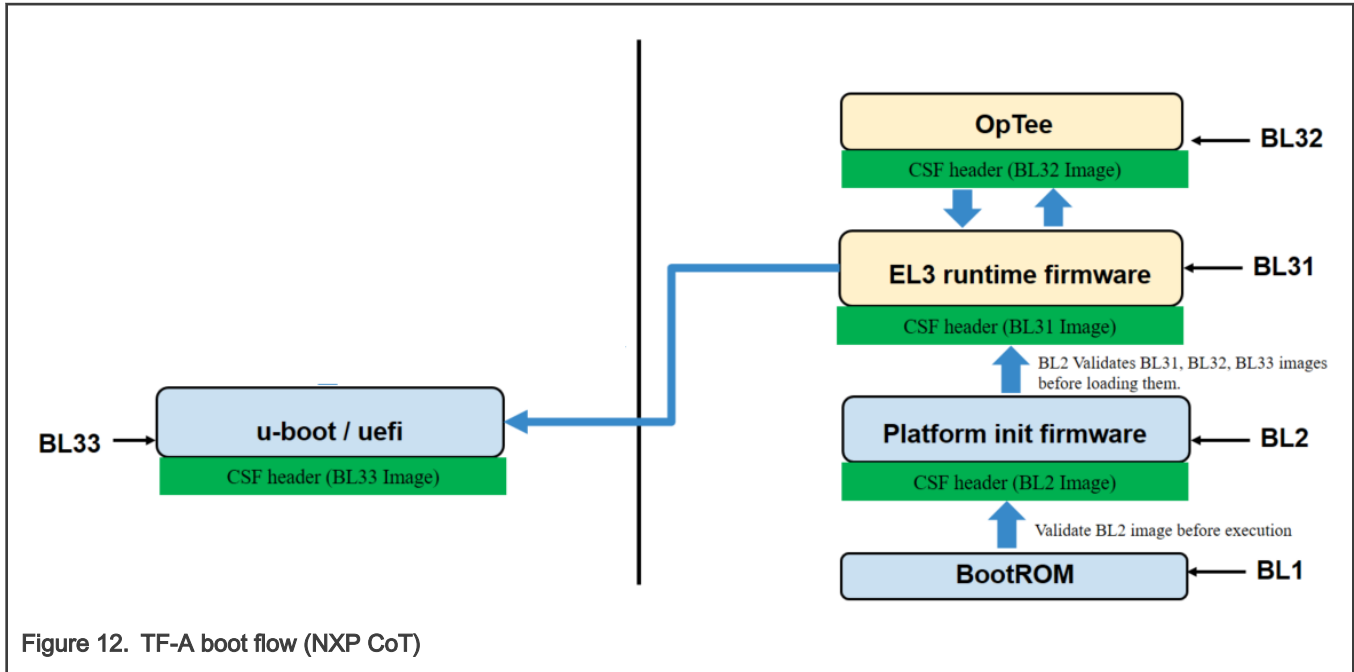 OpTee
BL32
CSF header (BL32 Image)
EL3 runtime firmware
BL31
CSF header (BL31 Image)
BL2 Validates BL31, BL32, BL33 images
before loading them.
u-boot / uefi
BL33
CSF header (BL33 Image)
Platform init firmware
BL2
CSF header (BL2 Image)
Validate BL2 image before execution
BootROM
BL1
Figure 12. TF-A boot flow (NXP CoT)